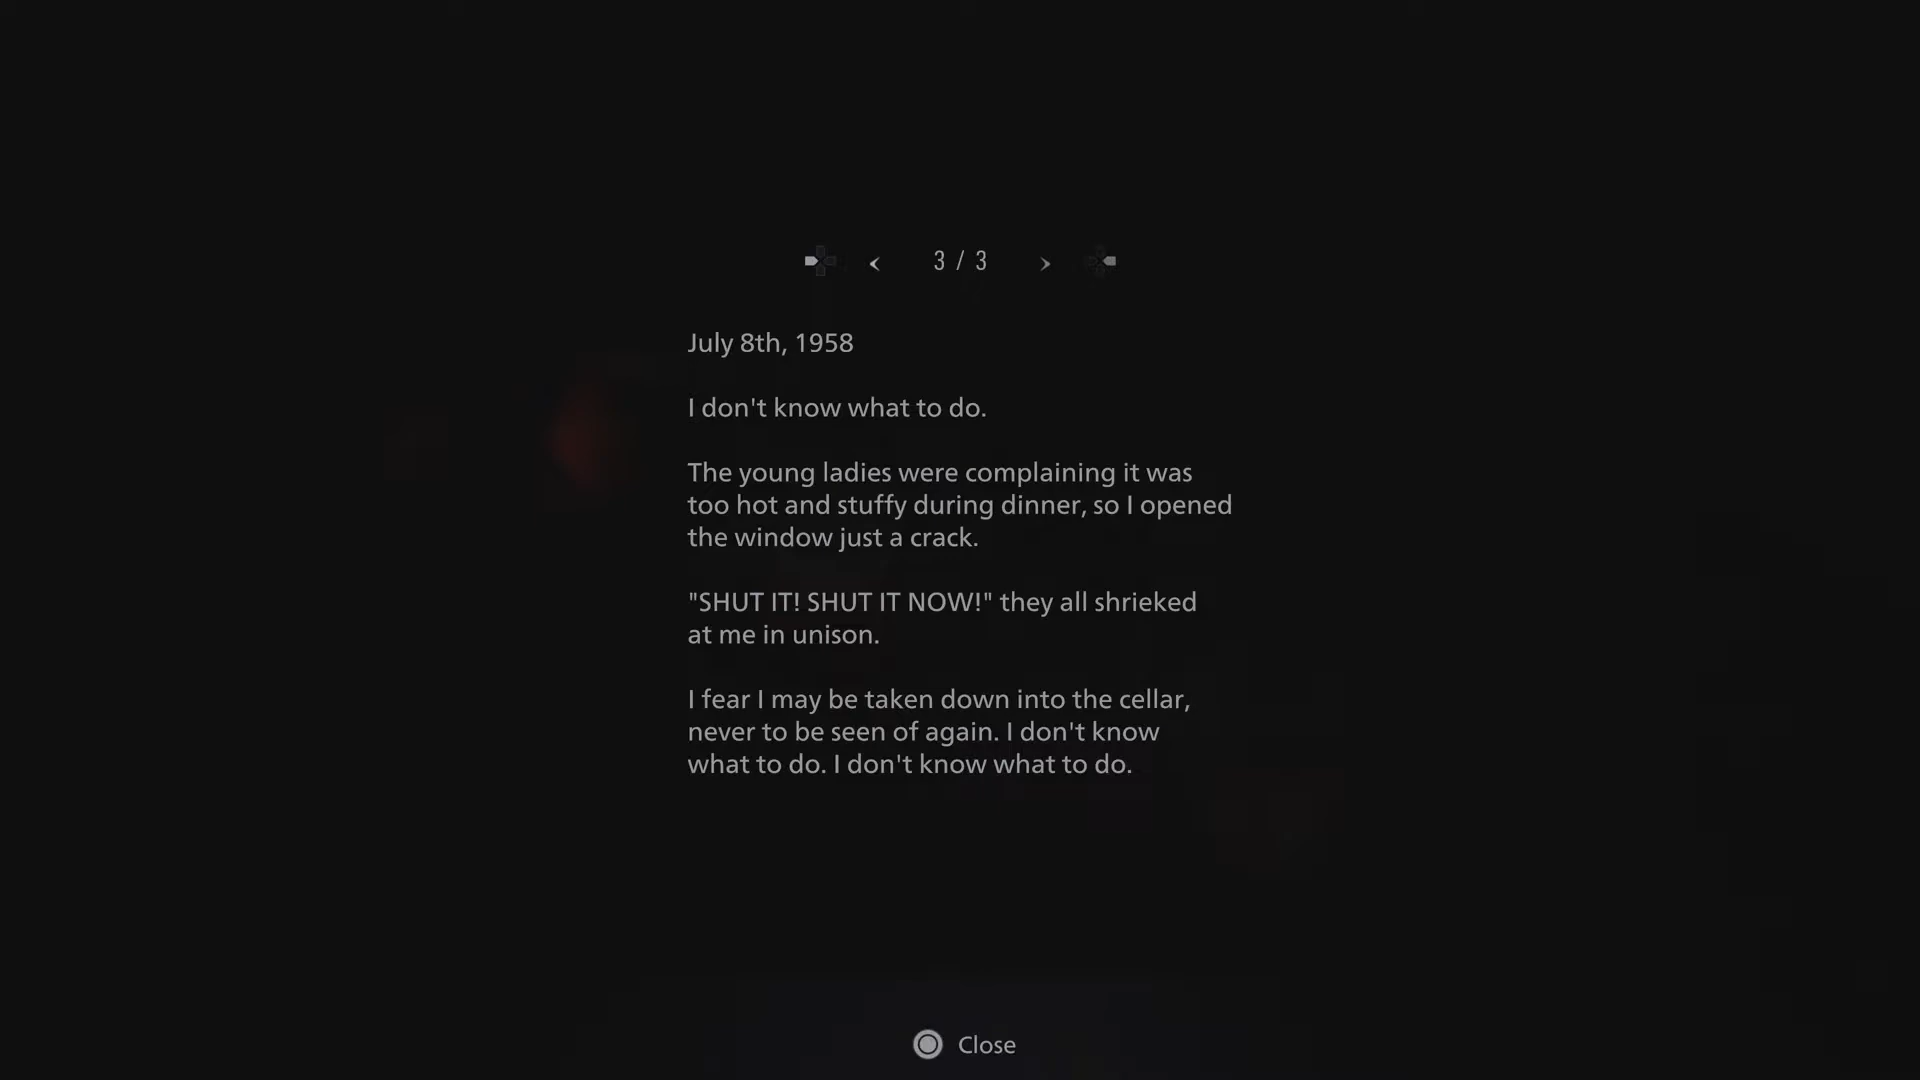 3 / 3
July 8th, 1958
I don't know what to do.
The young ladies were complaining it was
too hot and stuffy during dinner, so I opened
the window just a crack.
"SHUT IT! SHUT IT NOW!" they all shrieked
at me in unison.
I fear I may be taken down into the cellar,
never to be seen of again. I don't know
what to do. I don't know what to do.
Close